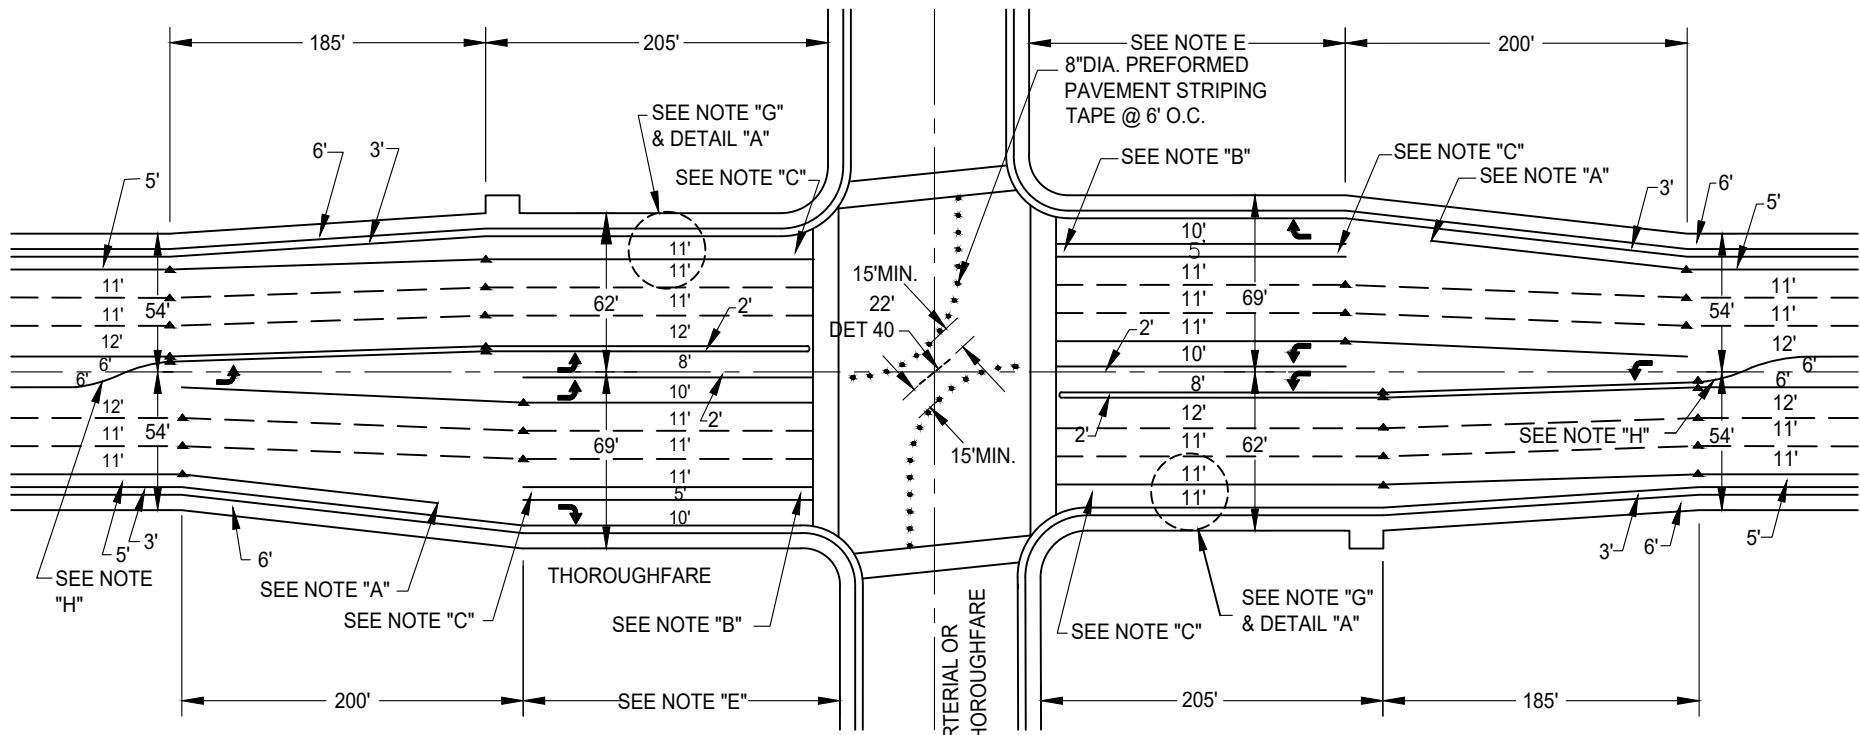 185'
205'
SEE NOTE E
200'
8"DIA. PREFORMED
PAVEMENT STRIPING
TAPE @ 6' O.C.
SEE NOTE "G"
& DETAIL "A"
6'
3'
5'
SEE NOTE "C"
SEE NOTE "B"
SEE NOTE "C"
SEE NOTE "A"
3'
6'
5'
11'
11'
54'
12'
6'
6'
12'
11'
54'
11'
11'
11'
62'
11'
12'
2'
8'
10'
2'
11'
69'
11'
11'
5'
10'
15'MIN.
22'
DET 40
15'MIN.
10'
5'
11'
11'
69'
11'
2'
10'
8'
12'
2'
11'
62'
11'
11'
11'
54'
11'
12'
6'
6'
12'
11'
54'
11'
SEE NOTE "H"
5'
3'
6'
SEE NOTE
"H"
SEE NOTE "A"
SEE NOTE "C"
THOROUGHFARE
SEE NOTE "B"
RTERIAL OR
HOROUGHFARE
SEE NOTE "C"
SEE NOTE "G"
& DETAIL "A"
3'
6'
5'
200'
SEE NOTE "E"
205'
185'